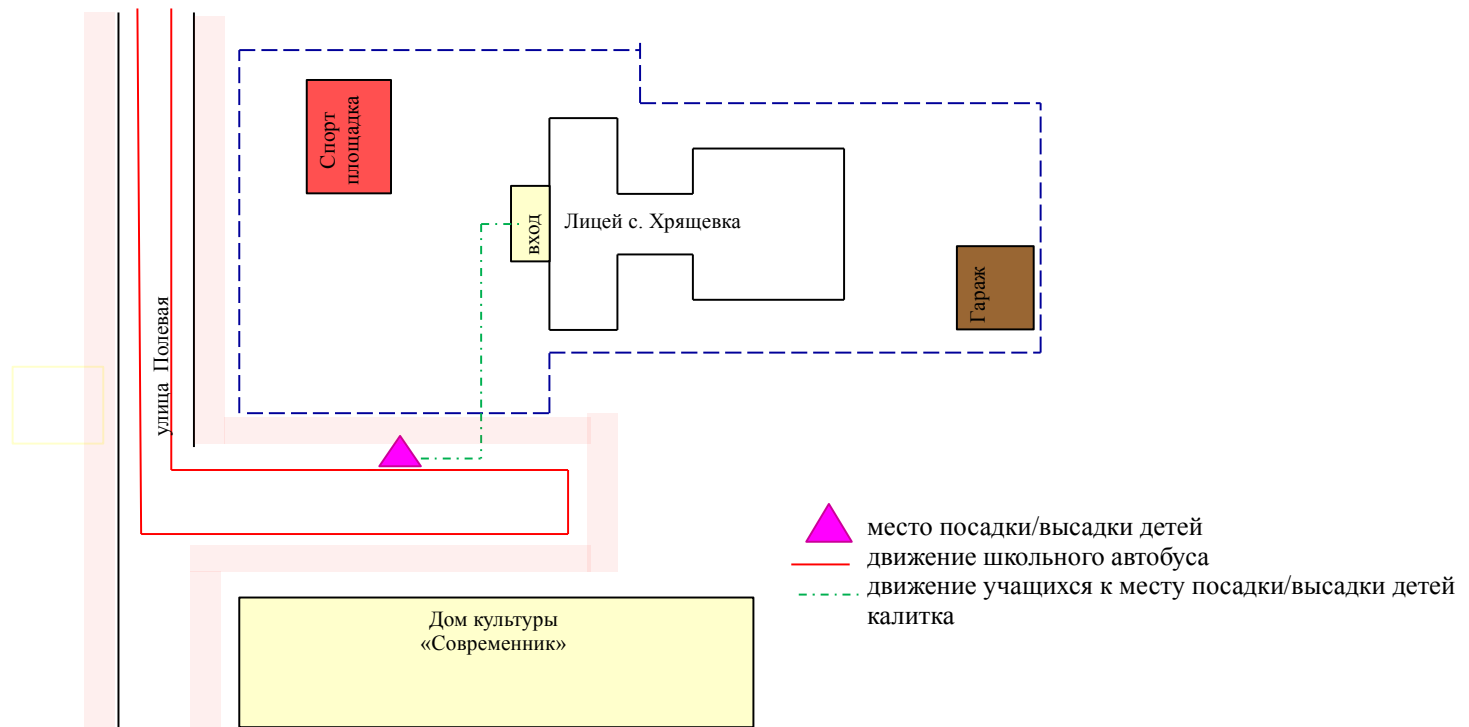 Спорт
площадка
вход
Лицей с. Хрящевка
Гараж
улица Полевая
место посадки/высадки детей
движение школьного автобуса
движение учащихся к месту посадки/высадки детей
калитка
Дом культуры
«Современник»